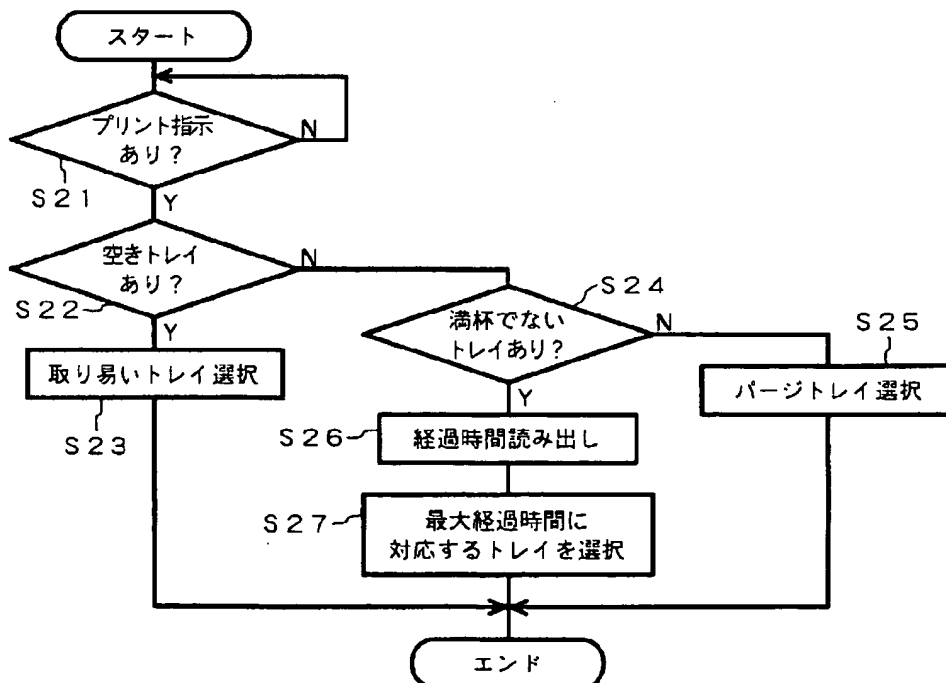 スタート
プリント指示
あり？
N
S21
Y
空きトレイ
あり？
N
S22
Y
満杯でない
トレイあり？
S24
N
S25
取り易いトレイ選択
S23
パージトレイ選択
Y
S26
経過時間読み出し
S27
最大経過時間に
対応するトレイを選択
エンド